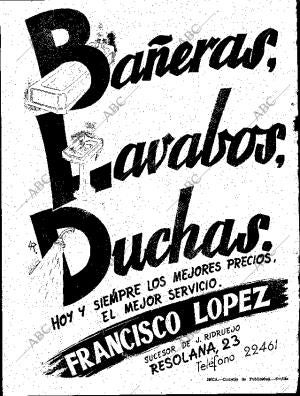 Bañeras,
Lavabos,
Duchas.
HOY Y SIEMPRE LOS MEJORES PRECIOS,
EL MEJOR SERVICIO.
FRANCISCO LOPEZ
SUCESOR DE J. RIDRUEJO
RESOLANA, 23
Teléfono 22461